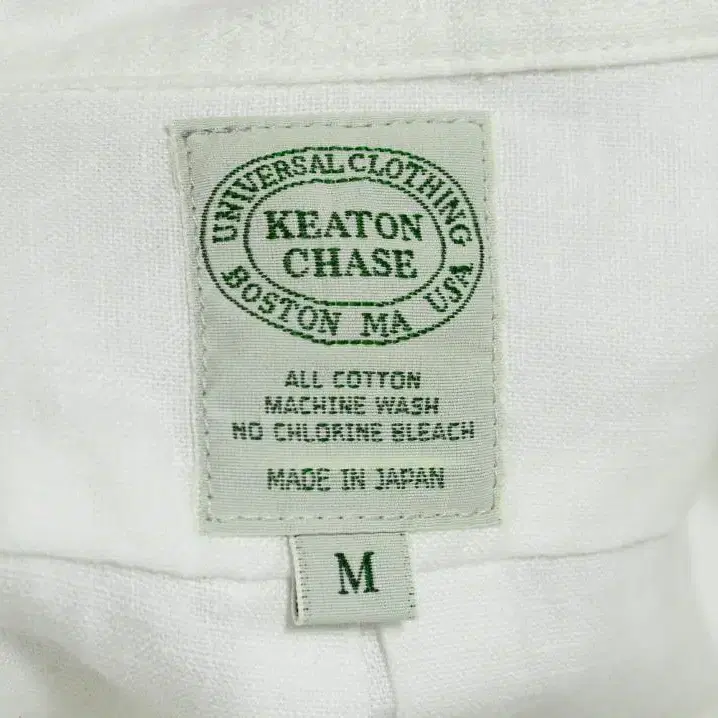 UNIVERSAL CLOTHING
KEATON
CHASE
BOSTON MA USA
ALL COTTON
MACHINE WASH
NO CHLORINE BLEACH
MADE IN JAPAN
M